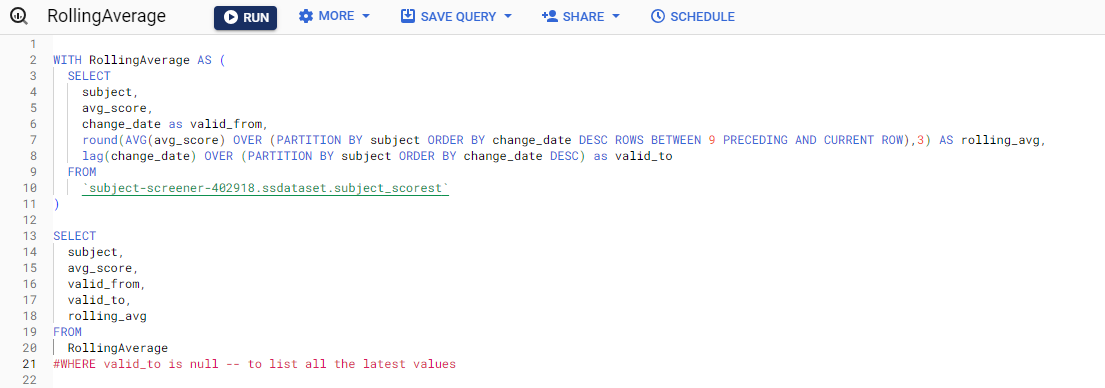 RollingAverage RUN MORE SAVE QUERY SHARE SCHEDULE
1
2 WITH RollingAverage AS (
3 SELECT
4 subject,
5 avg_score,
6 change_date as valid_from,
7 round(AVG(avg_score) OVER (PARTITION BY subject ORDER BY change_date DESC ROWS BETWEEN 9 PRECEDING AND CURRENT ROW),3) AS rolling_avg,
8 lag(change_date) OVER (PARTITION BY subject ORDER BY change_date DESC) as valid_to
9 FROM
10 `subject-screener-402918.ssdataset.subject_scorest`
11 )
12
13 SELECT
14 subject,
15 avg_score,
16 valid_from,
17 valid_to,
18 rolling_avg
19 FROM
20 RollingAverage
21 #WHERE valid_to is null -- to list all the latest values
22